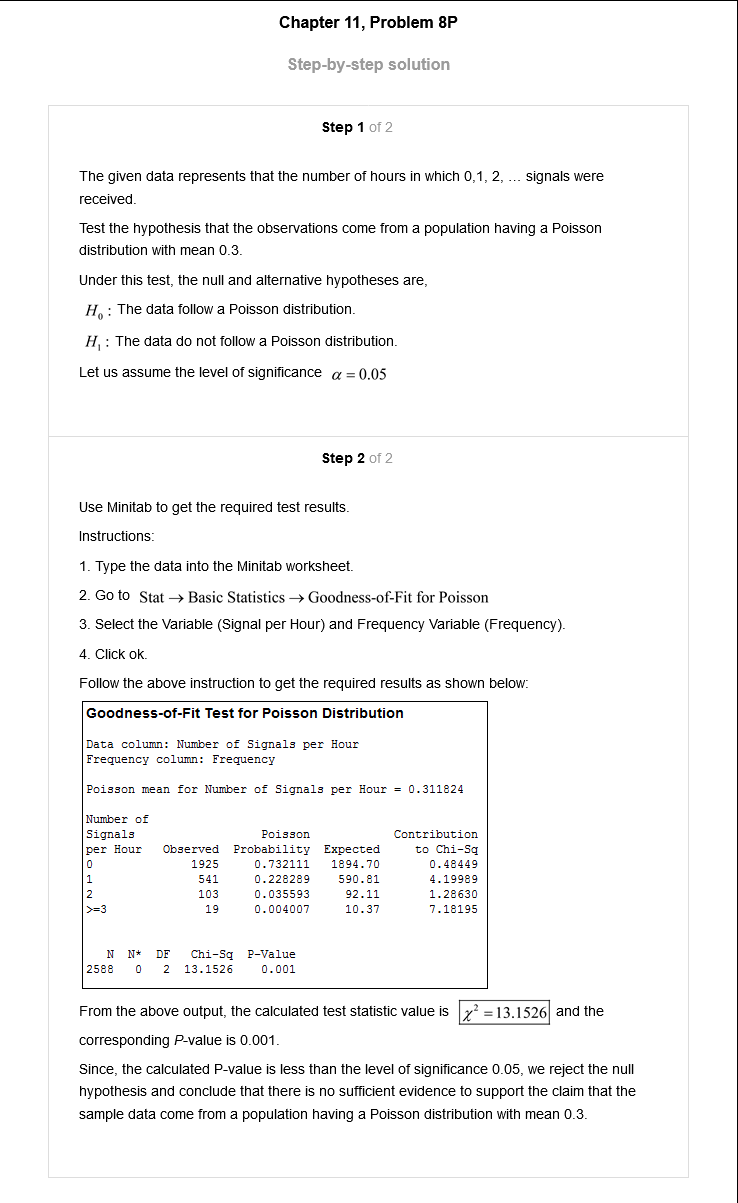 Chapter 11, Problem 8P
Step-by-step solution
Step 1 of 2
The given data represents that the number of hours in which 0,1, 2, … signals were
received.
Test the hypothesis that the observations come from a population having a Poisson
distribution with mean 0.3.
Under this test, the null and alternative hypotheses are,
H₀ : The data follow a Poisson distribution.
H₁ : The data do not follow a Poisson distribution.
Let us assume the level of significance α = 0.05
Step 2 of 2
Use Minitab to get the required test results.
Instructions:
1. Type the data into the Minitab worksheet.
2. Go to Stat → Basic Statistics → Goodness-of-Fit for Poisson
3. Select the Variable (Signal per Hour) and Frequency Variable (Frequency).
4. Click ok.
Follow the above instruction to get the required results as shown below:
Goodness-of-Fit Test for Poisson Distribution
Data column: Number of Signals per Hour
Frequency column: Frequency
Poisson mean for Number of Signals per Hour = 0.311824
Number of
Signals Poisson Contribution
per Hour Observed Probability Expected to Chi-Sq
0 1925 0.732111 1894.70 0.48449
1 541 0.228289 590.81 4.19989
2 103 0.035593 92.11 1.28630
>=3 19 0.004007 10.37 7.18195
N N* DF Chi-Sq P-Value
2588 0 2 13.1526 0.001
From the above output, the calculated test statistic value is χ² = 13.1526 and the
corresponding P-value is 0.001.
Since, the calculated P-value is less than the level of significance 0.05, we reject the null
hypothesis and conclude that there is no sufficient evidence to support the claim that the
sample data come from a population having a Poisson distribution with mean 0.3.